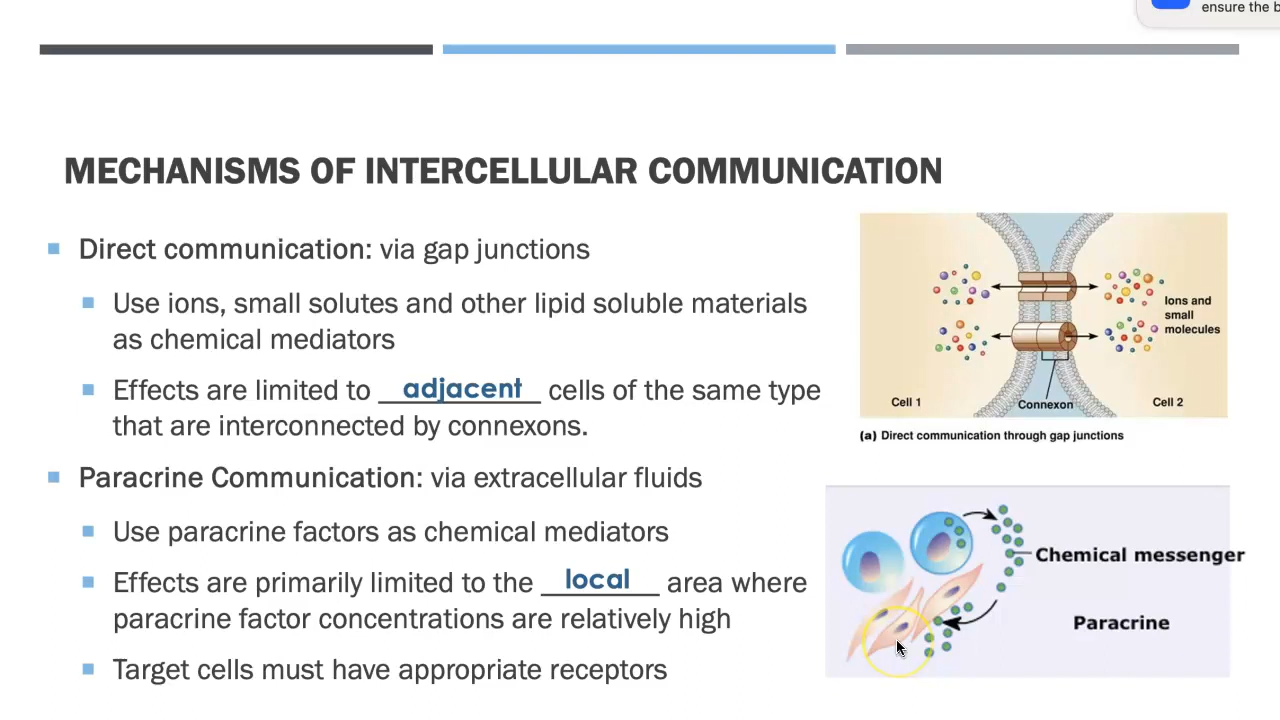 ensure the b
MECHANISMS OF INTERCELLULAR COMMUNICATION
Direct communication: via gap junctions
Use ions, small solutes and other lipid soluble materials
as chemical mediators
Effects are limited to adjacent cells of the same type
that are interconnected by connexons.
Paracrine Communication: via extracellular fluids
Use paracrine factors as chemical mediators
Effects are primarily limited to the local area where
paracrine factor concentrations are relatively high
Target cells must have appropriate receptors
Ions and
small
molecules
Cell 1
Connexon
Cell 2
(a) Direct communication through gap junctions
Chemical messenger
Paracrine